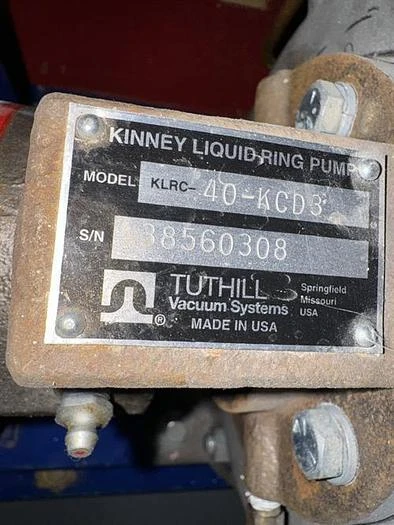 KINNEY LIQUID RING PUMP
MODEL KLRC- 40-KCD3
S/N 38560308
TUTHILL
Vacuum Systems
Springfield
Missouri
USA
®
MADE IN USA